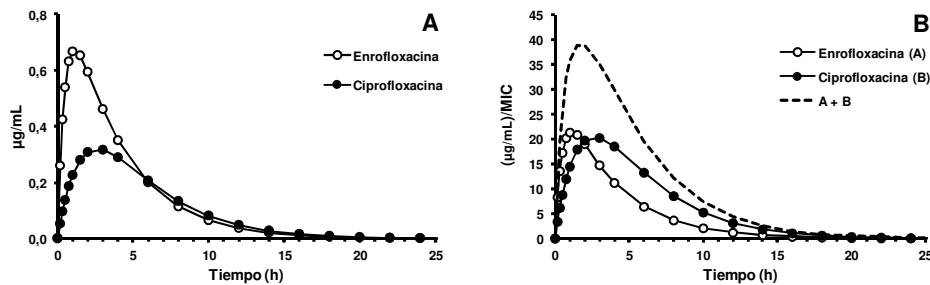 A
µg/mL
0,8
0,6
0,4
0,2
0,0
0
5
10
15
20
25
Tiempo (h)
Enrofloxacina
Ciprofloxacina
B
(µg/mL)/MIC
45
40
35
30
25
20
15
10
5
0
0
5
10
15
20
25
Tiempo (h)
Enrofloxacina (A)
Ciprofloxacina (B)
A + B